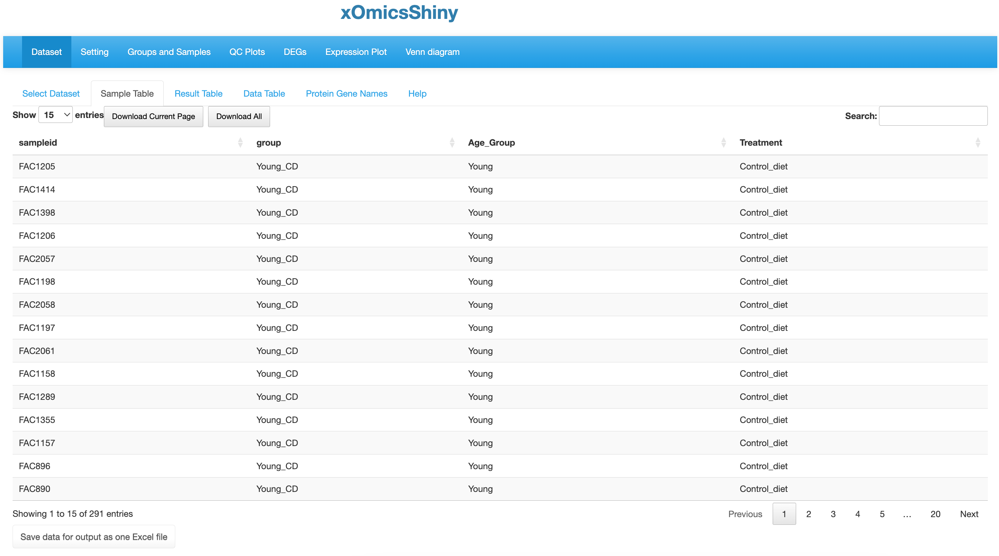 xOmicsShiny
Dataset Setting Groups and Samples QC Plots DEGs Expression Plot Venn diagram
Select Dataset Sample Table Result Table Data Table Protein Gene Names Help
Show 15 entries Download Current Page Download All Search:
sampleid group Age_Group Treatment
FAC1205 Young_CD Young Control_diet
FAC1414 Young_CD Young Control_diet
FAC1398 Young_CD Young Control_diet
FAC1206 Young_CD Young Control_diet
FAC2057 Young_CD Young Control_diet
FAC1198 Young_CD Young Control_diet
FAC2058 Young_CD Young Control_diet
FAC1197 Young_CD Young Control_diet
FAC2061 Young_CD Young Control_diet
FAC1158 Young_CD Young Control_diet
FAC1289 Young_CD Young Control_diet
FAC1355 Young_CD Young Control_diet
FAC1157 Young_CD Young Control_diet
FAC896 Young_CD Young Control_diet
FAC890 Young_CD Young Control_diet
Showing 1 to 15 of 291 entries Previous 1 2 3 4 5 … 20 Next
Save data for output as one Excel file